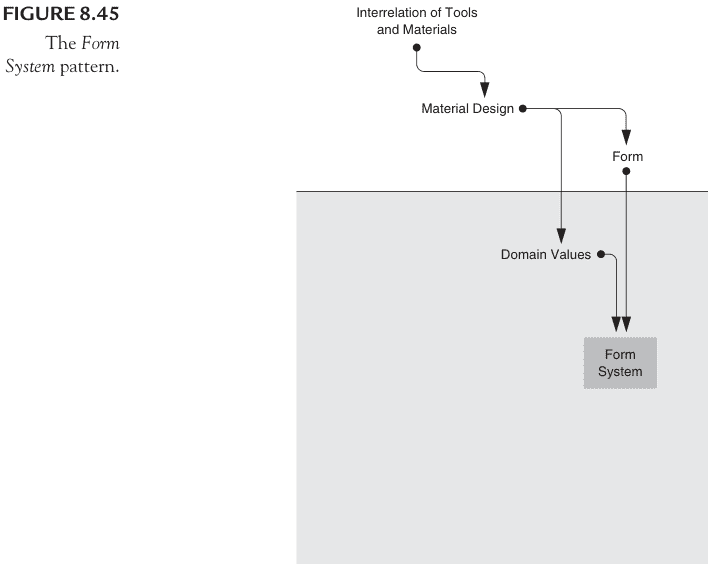 FIGURE 8.45
The Form
System pattern.
Interrelation of Tools
and Materials
Material Design
Form
Domain Values
Form
System